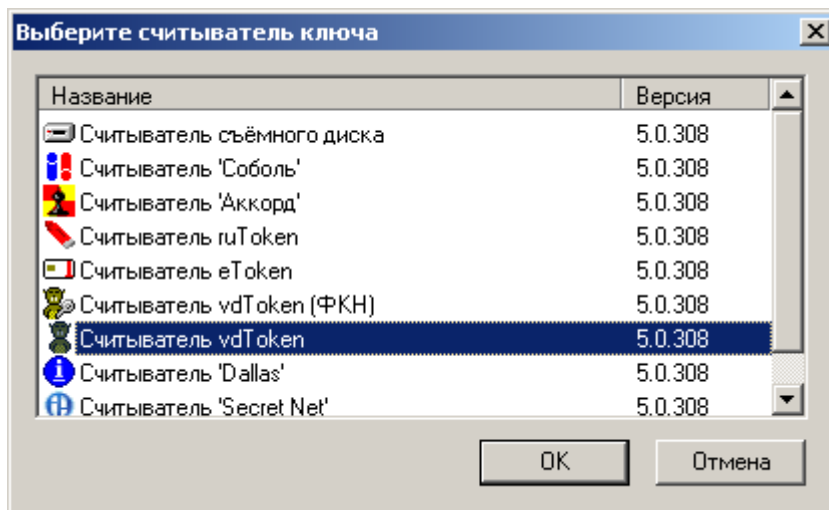 Выберите считыватель ключа
Название Версия
Считыватель съёмного диска 5.0.308
Считыватель 'Соболь' 5.0.308
Считыватель 'Аккорд' 5.0.308
Считыватель ruToken 5.0.308
Считыватель eToken 5.0.308
Считыватель vdToken (ФКН) 5.0.308
Считыватель vdToken 5.0.308
Считыватель 'Dallas' 5.0.308
Считыватель 'Secret Net' 5.0.308
OK Отмена